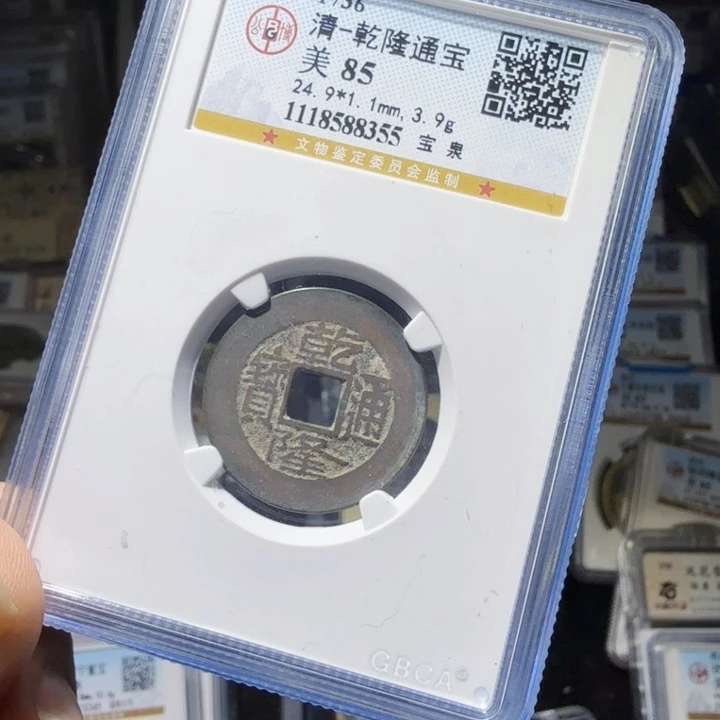 1736
清-乾隆通宝
美 85
24.9*1.1mm, 3.9g
1118588355 宝泉
★ 文物鉴定委员会监制 ★
乾隆通寶
GBCA